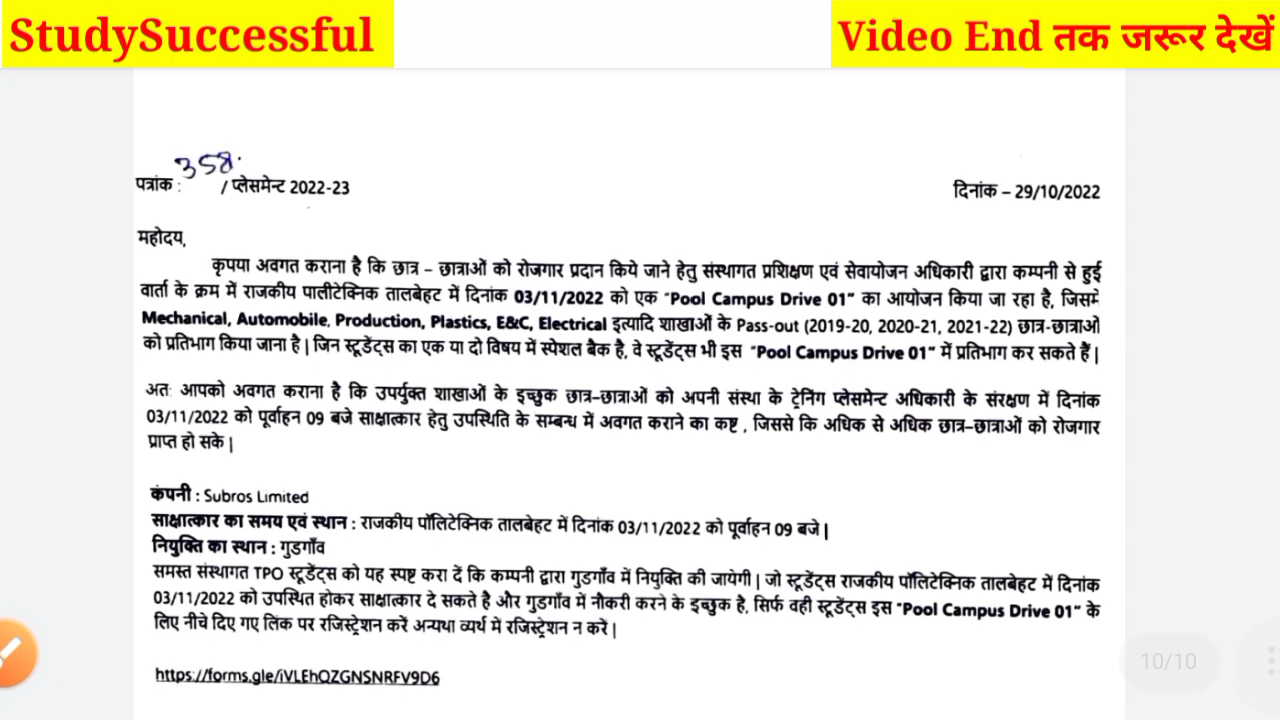 StudySuccessful
Video End तक जरूर देखें
पत्रांक : 358. / प्लेसमेन्ट 2022-23
दिनांक – 29/10/2022
महोदय,
कृपया अवगत कराना है कि छात्र – छात्राओं को रोजगार प्रदान किये जाने हेतु संस्थागत प्रशिक्षण एवं सेवायोजन अधिकारी द्वारा कम्पनी से हुई
वार्ता के क्रम में राजकीय पालीटेक्निक तालबेहट में दिनांक 03/11/2022 को एक "Pool Campus Drive 01" का आयोजन किया जा रहा है, जिसमें
Mechanical, Automobile, Production, Plastics, E&C, Electrical इत्यादि शाखाओं के Pass-out (2019-20, 2020-21, 2021-22) छात्र-छात्राओं
को प्रतिभाग किया जाना है | जिन स्टूडेंट्स का एक या दो विषय में स्पेशल बैक है, वे स्टूडेंट्स भी इस "Pool Campus Drive 01" में प्रतिभाग कर सकते हैं |
अतः आपको अवगत कराना है कि उपर्युक्त शाखाओं के इच्छुक छात्र–छात्राओं को अपनी संस्था के ट्रेनिंग प्लेसमेन्ट अधिकारी के संरक्षण में दिनांक
03/11/2022 को पूर्वाहन 09 बजे साक्षात्कार हेतु उपस्थिति के सम्बन्ध में अवगत कराने का कष्ट , जिससे कि अधिक से अधिक छात्र–छात्राओं को रोजगार
प्राप्त हो सके |
कंपनी : Subros Limited
साक्षात्कार का समय एवं स्थान : राजकीय पॉलिटेक्निक तालबेहट में दिनांक 03/11/2022 को पूर्वाहन 09 बजे |
नियुक्ति का स्थान : गुडगाँव
समस्त संस्थागत TPO स्टूडेंट्स को यह स्पष्ट करा दें कि कम्पनी द्वारा गुडगाँव में नियुक्ति की जायेगी | जो स्टूडेंट्स राजकीय पॉलिटेक्निक तालबेहट में दिनांक
03/11/2022 को उपस्थित होकर साक्षात्कार दे सकते है और गुडगाँव में नौकरी करने के इच्छुक है, सिर्फ वही स्टूडेंट्स इस "Pool Campus Drive 01" के
लिए नीचे दिए गए लिंक पर रजिस्ट्रेशन करें अन्यथा व्यर्थ में रजिस्ट्रेशन न करें |
https://forms.gle/iVLEhQZGNSNRFV9D6
10/10